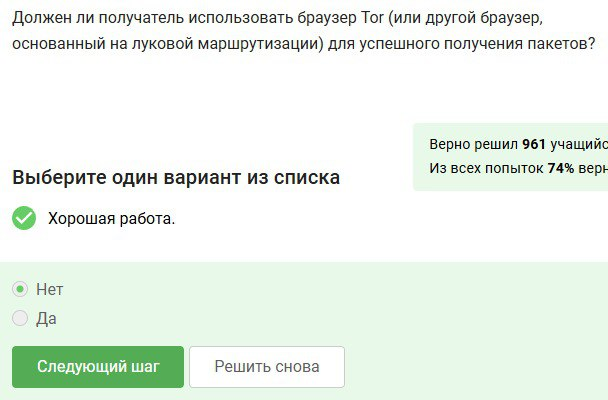 Должен ли получатель использовать браузер Tor (или другой браузер,
основанный на луковой маршрутизации) для успешного получения пакетов?
Верно решил 961 учащийс
Из всех попыток 74% верн
Выберите один вариант из списка
Хорошая работа.
Нет
Да
Следующий шаг
Решить снова